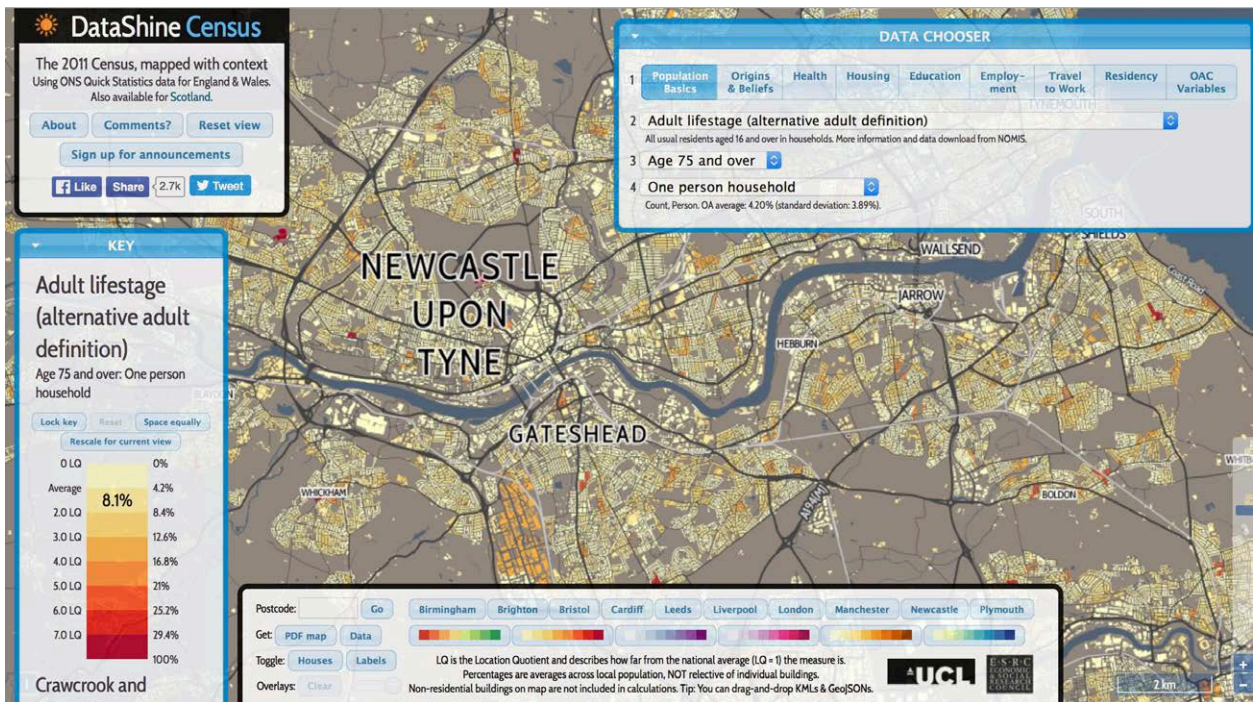 DataShine Census
The 2011 Census, mapped with context
Using ONS Quick Statistics data for England & Wales.
Also available for Scotland.
About Comments? Reset view
Sign up for announcements
Like Share 2.7k Tweet
KEY
Adult lifestage
(alternative adult
definition)
Age 75 and over: One person
household
Lock key Reset Space equally
Rescale for current view
0 LQ 0%
Average 4.2%
8.1%
2.0 LQ 8.4%
3.0 LQ 12.6%
4.0 LQ 16.8%
5.0 LQ 21%
6.0 LQ 25.2%
7.0 LQ 29.4%
100%
Crawcrook and
DATA CHOOSER
1 Population Basics Origins & Beliefs Health Housing Education Employ- ment Travel to Work Residency OAC Variables
2 Adult lifestage (alternative adult definition)
All usual residents aged 16 and over in households. More information and data download from NOMIS.
3 Age 75 and over
4 One person household
Count, Person. OA average: 4.20% (standard deviation: 3.89%).
TYNEMOUTH
SOUTH
SHIELDS
Coast Road
NEWCASTLE
UPON
TYNE
WALLSEND
JARROW
HEBBURN
GATESHEAD
WHICKHAM
BOLDON
A194(M)
Postcode: Go Birmingham Brighton Bristol Cardiff Leeds Liverpool London Manchester Newcastle Plymouth
Get: PDF map Data
Toggle: Houses Labels
Overlays: Clear
LQ is the Location Quotient and describes how far from the national average (LQ = 1) the measure is.
Percentages are averages across local population, NOT relective of individual buildings.
Non-residential buildings on map are not included in calculations. Tip: You can drag-and-drop KMLs & GeoJSONs.
UCL
E·S·R·C
ECONOMIC
& SOCIAL
RESEARCH
COUNCIL
2 km
+
−